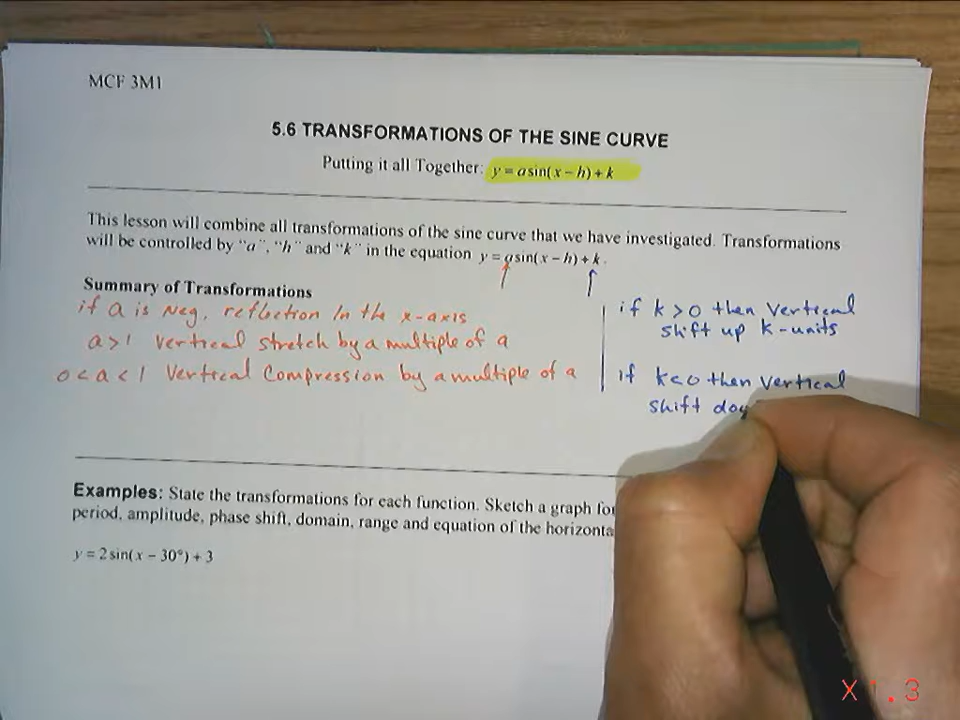 MCF 3M1
5.6 TRANSFORMATIONS OF THE SINE CURVE
Putting it all Together: y = a sin(x − h) + k
This lesson will combine all transformations of the sine curve that we have investigated. Transformations
will be controlled by "a", "h" and "k" in the equation y = a sin(x − h) + k.
Summary of Transformations
if a is neg, reflection in the x-axis
a > 1 vertical stretch by a multiple of a
0 < a < 1 Vertical Compression by a multiple of a
if k > 0 then vertical
shift up k-units
if k < 0 then vertical
shift
Examples: State the transformations for each function. Sketch a graph for
period, amplitude, phase shift, domain, range and equation of the
y = 2 sin(x − 30°) + 3
X1.3